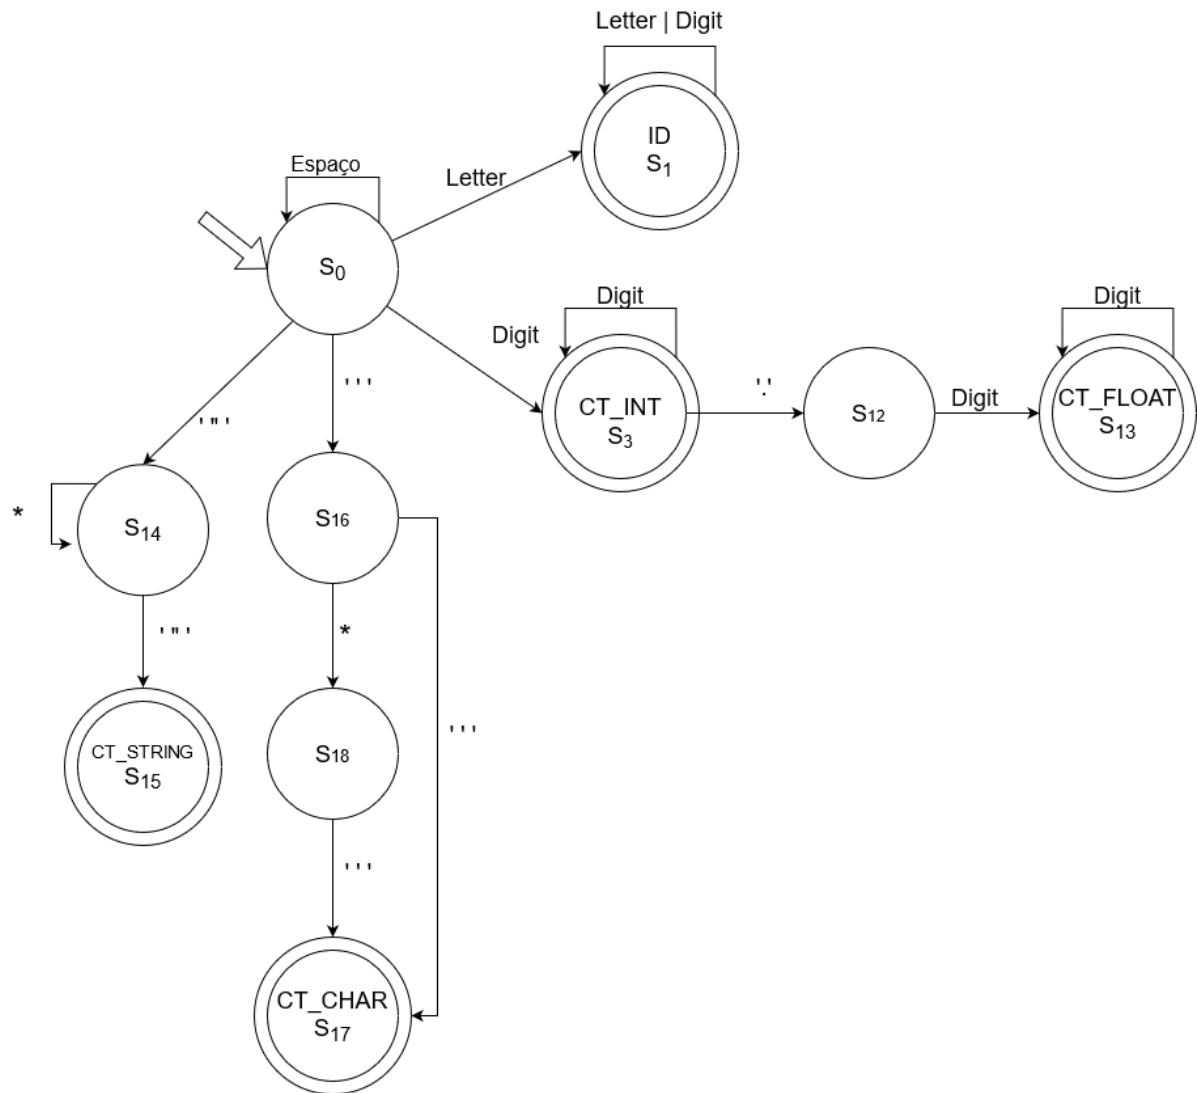 Letter | Digit
ID
S1
Espaço
Letter
S0
Digit
Digit
Digit
CT_INT
S3
'.'
S12
Digit
CT_FLOAT
S13
' " '
' ' '
*
S14
S16
' " '
*
CT_STRING
S15
S18
' ' '
' ' '
CT_CHAR
S17